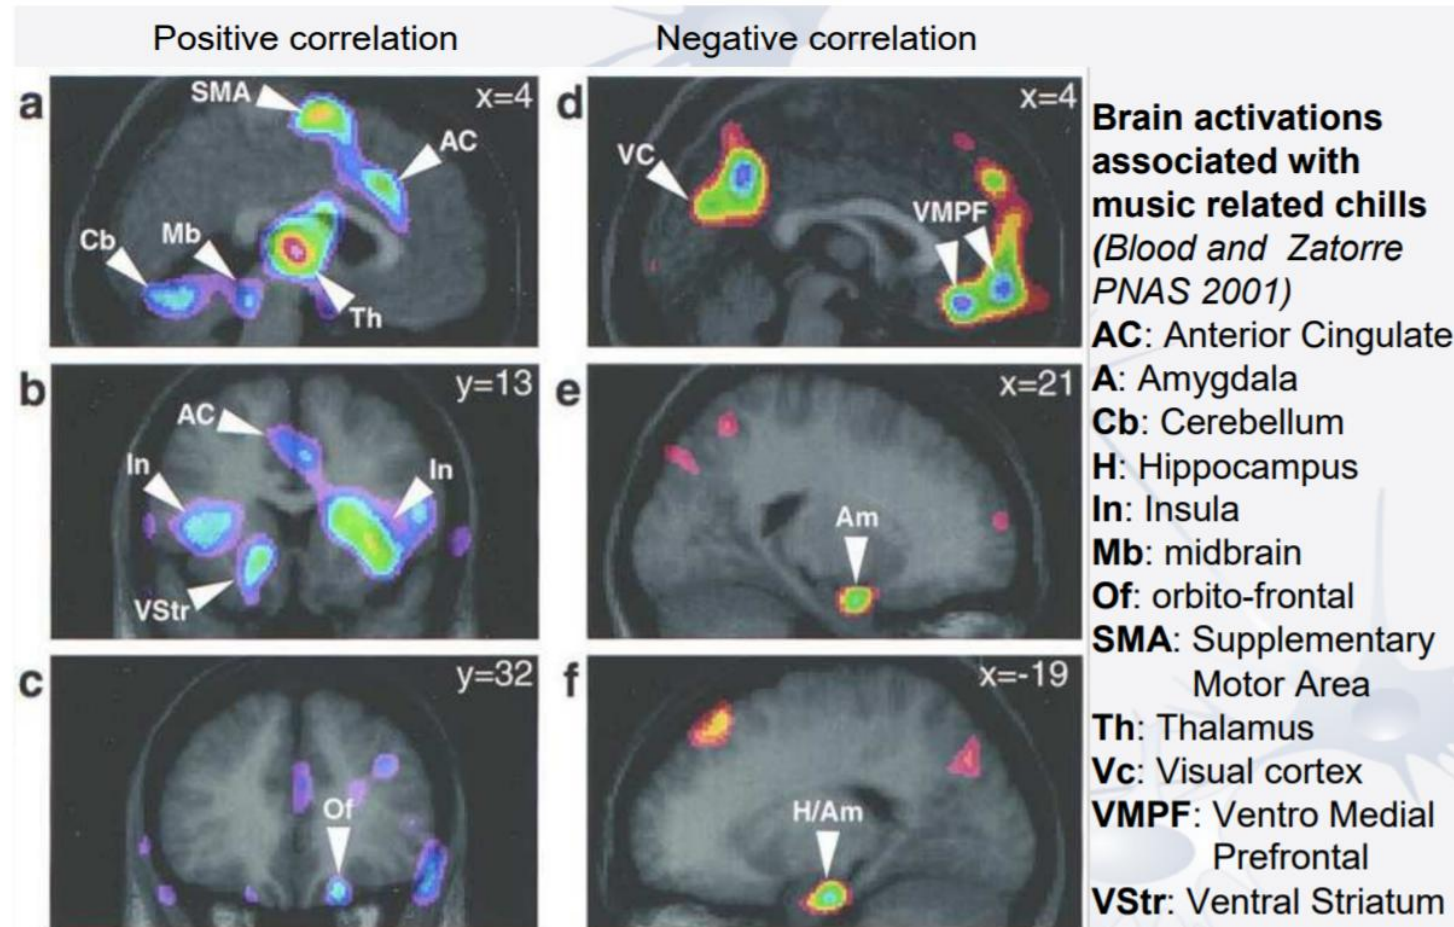 Positive correlation
Negative correlation
a
SMA
x=4
AC
Cb
Mb
Th
b
y=13
AC
In
In
VStr
c
y=32
Of
d
x=4
VC
VMPF
e
x=21
Am
f
x=-19
H/Am
Brain activations
associated with
music related chills
(Blood and Zatorre
PNAS 2001)
AC: Anterior Cingulate
A: Amygdala
Cb: Cerebellum
H: Hippocampus
In: Insula
Mb: midbrain
Of: orbito-frontal
SMA: Supplementary
Motor Area
Th: Thalamus
Vc: Visual cortex
VMPF: Ventro Medial
Prefrontal
VStr: Ventral Striatum